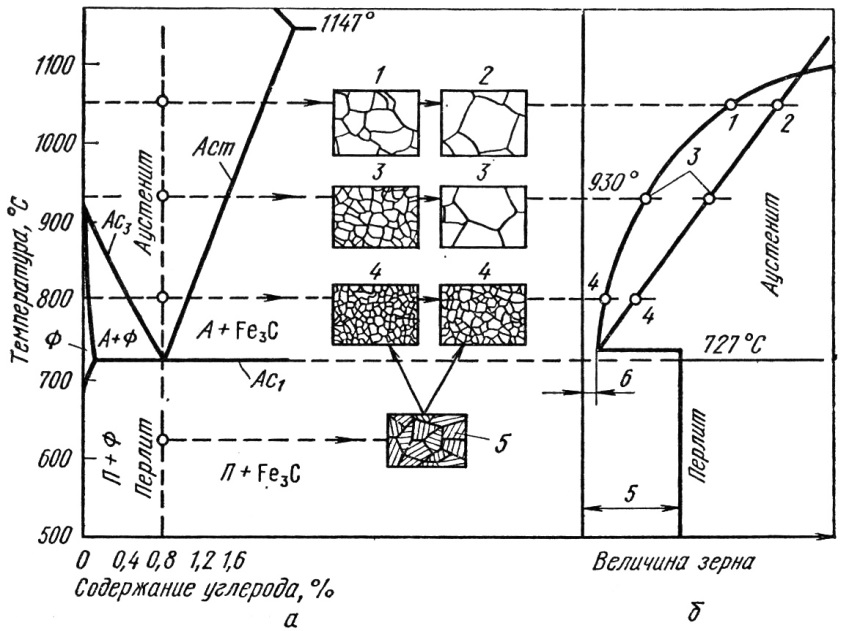 1147°
1100
1000
900
800
700
600
500
Температура, °С
Аустенит
Аст
Ас₃
А+Ф
Ф
А + Fe₃C
Ас₁
П + Ф
Перлит
П + Fe₃C
0 0,4 0,8 1,2 1,6
Содержание углерода, %
а
1 2
3 3
4 4
5
930°
1
2
3
4
4
Аустенит
727°С
6
5
Перлит
Величина зерна
б